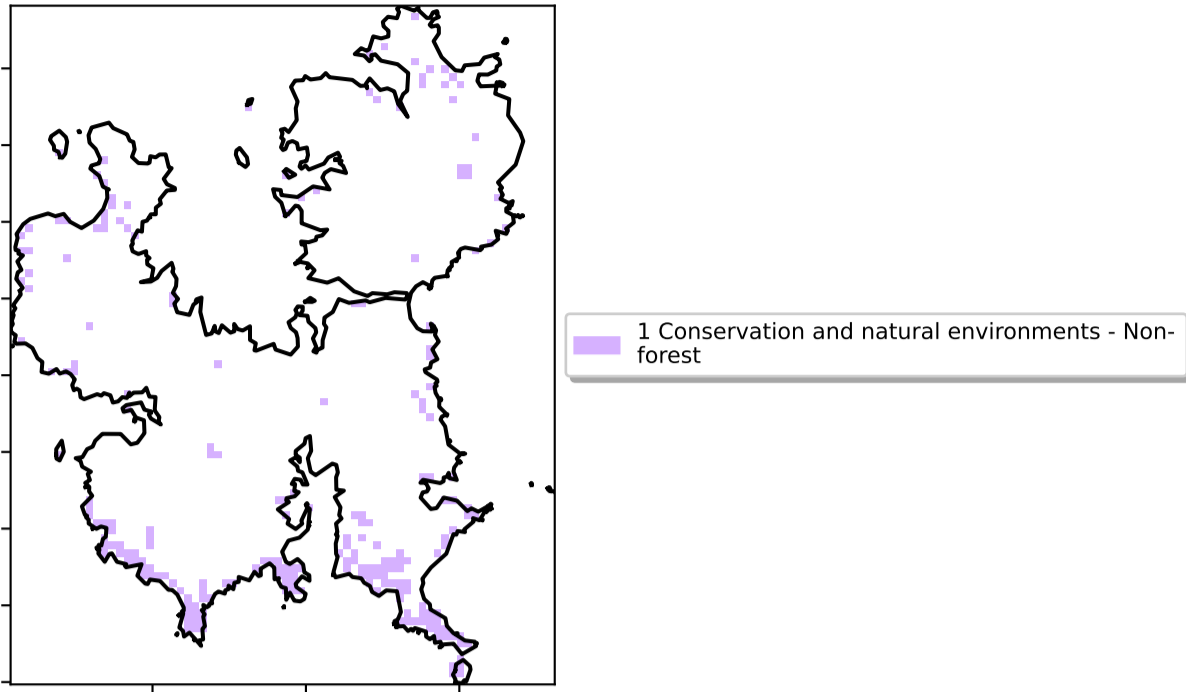 1 Conservation and natural environments - Non-
forest